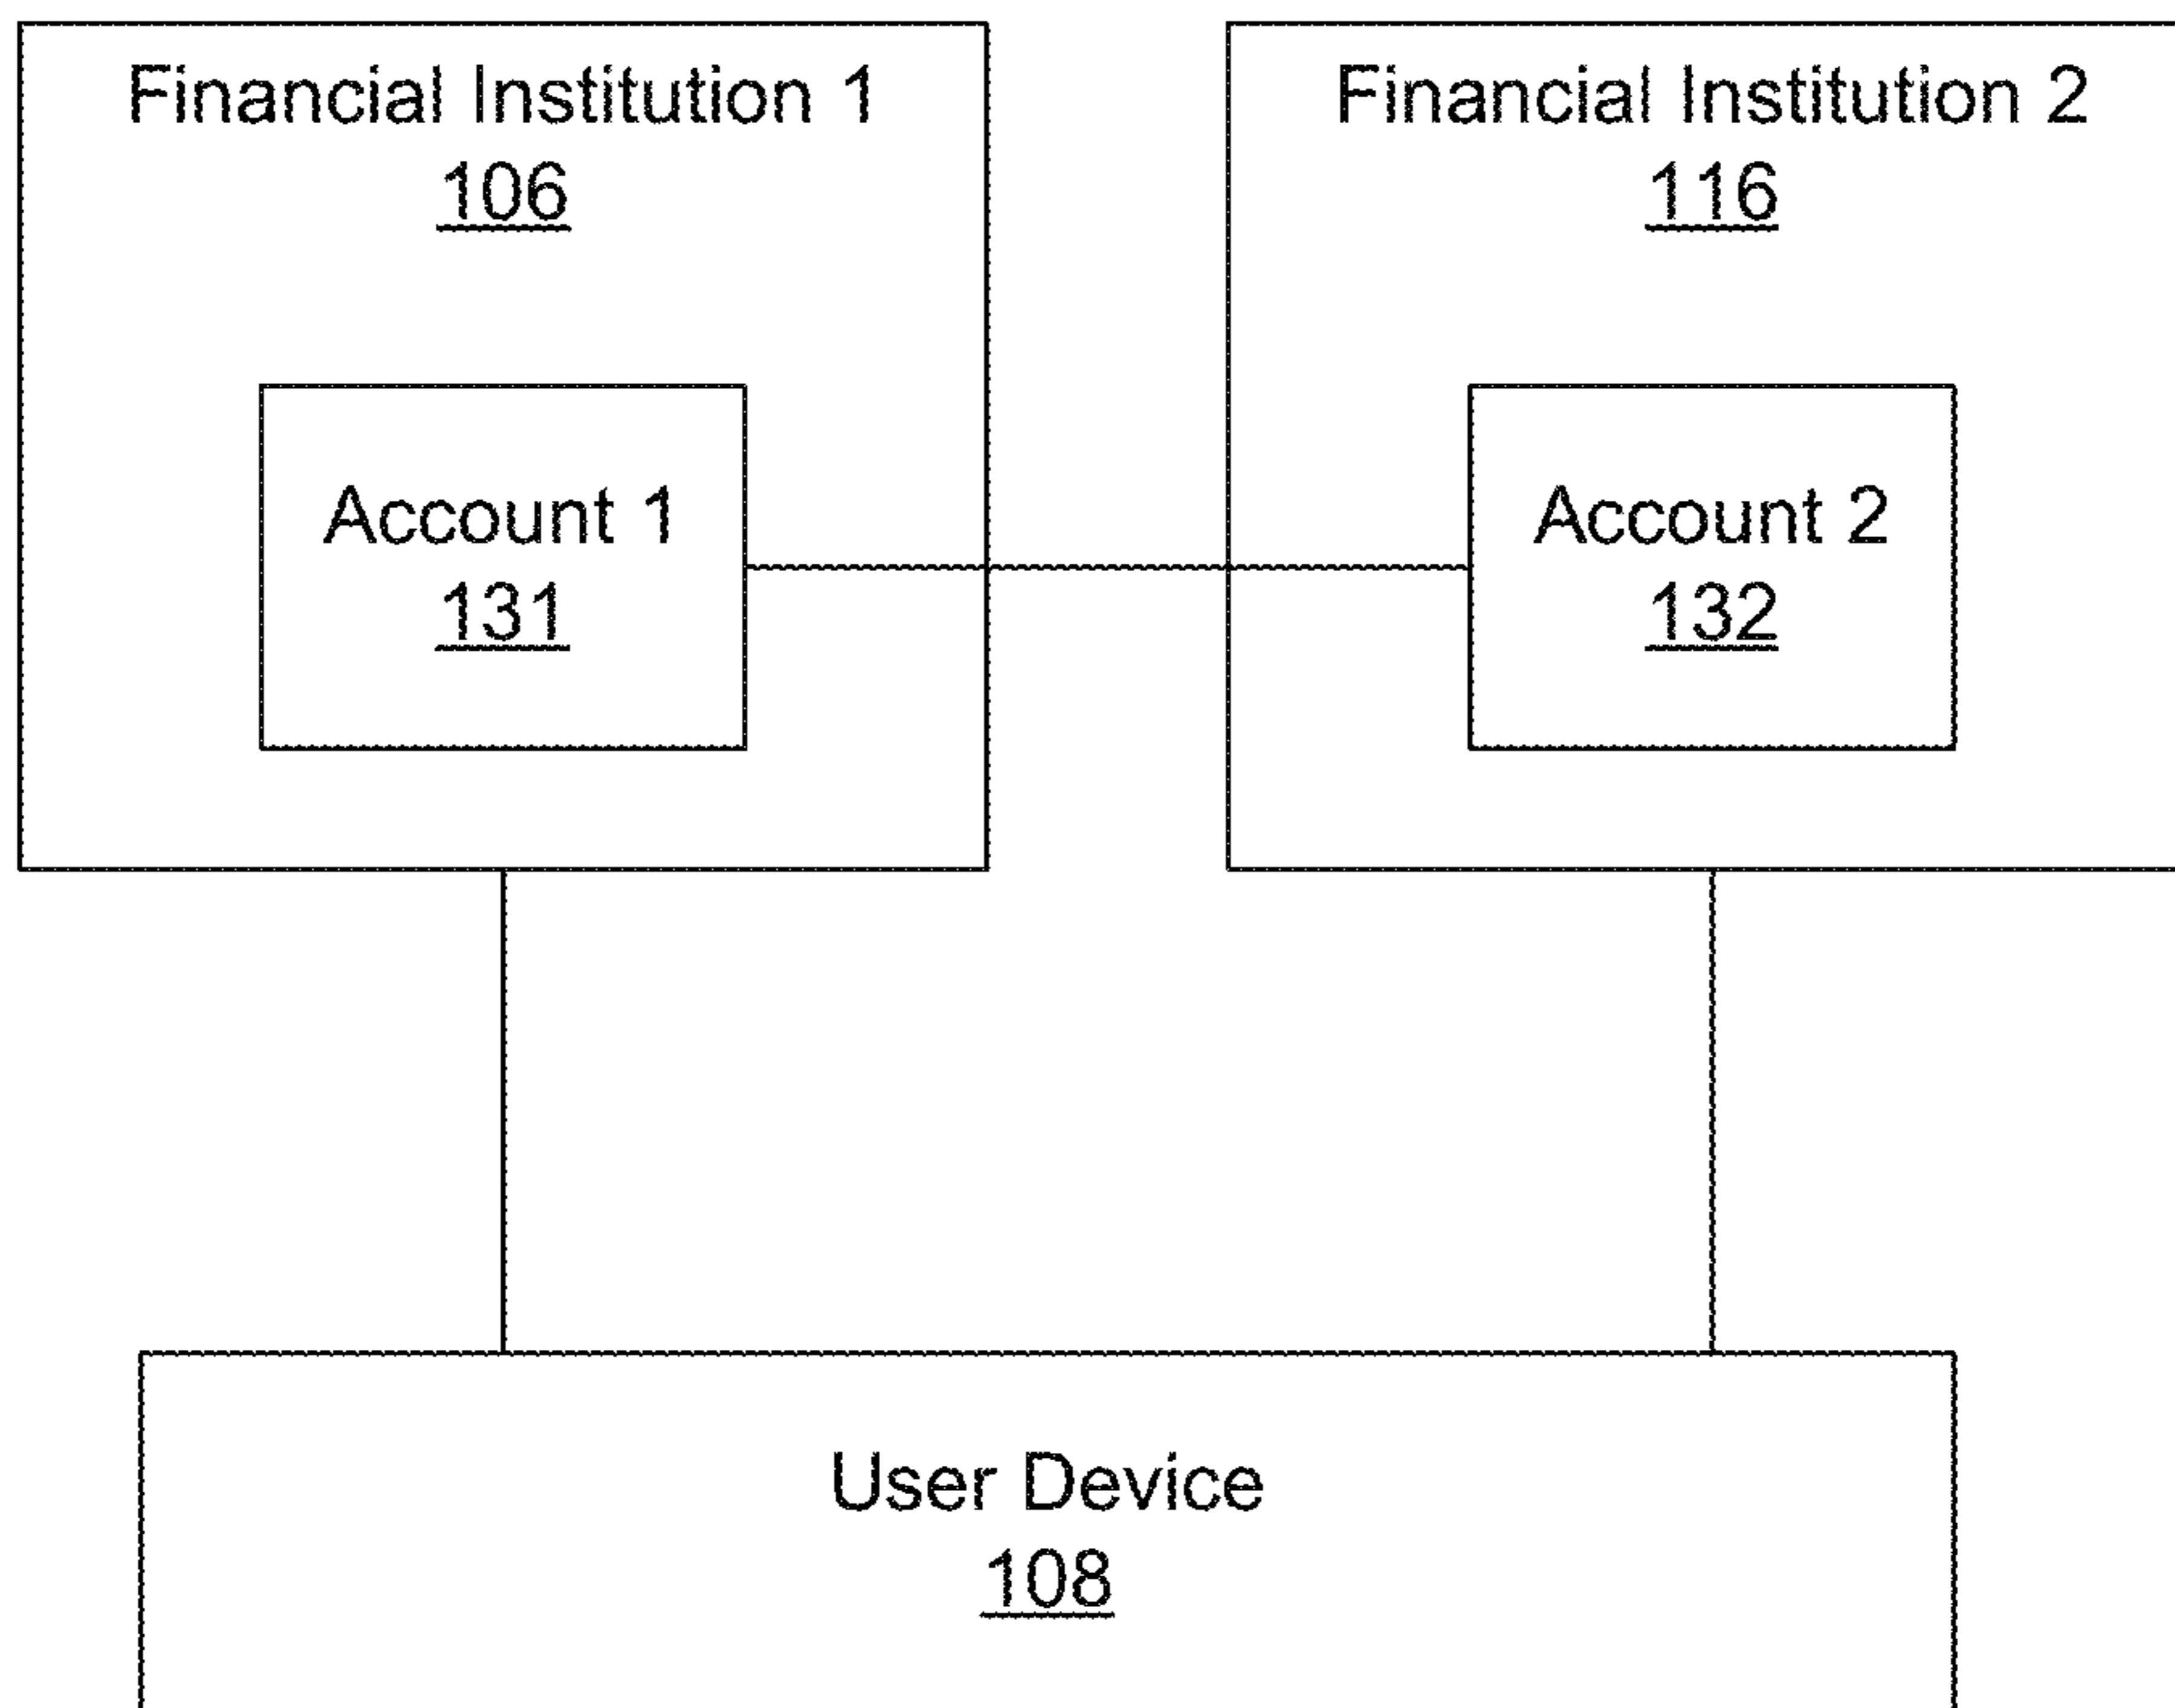 Financial Institution 1
106
Financial Institution 2
116
Account 1
131
Account 2
132
User Device
108